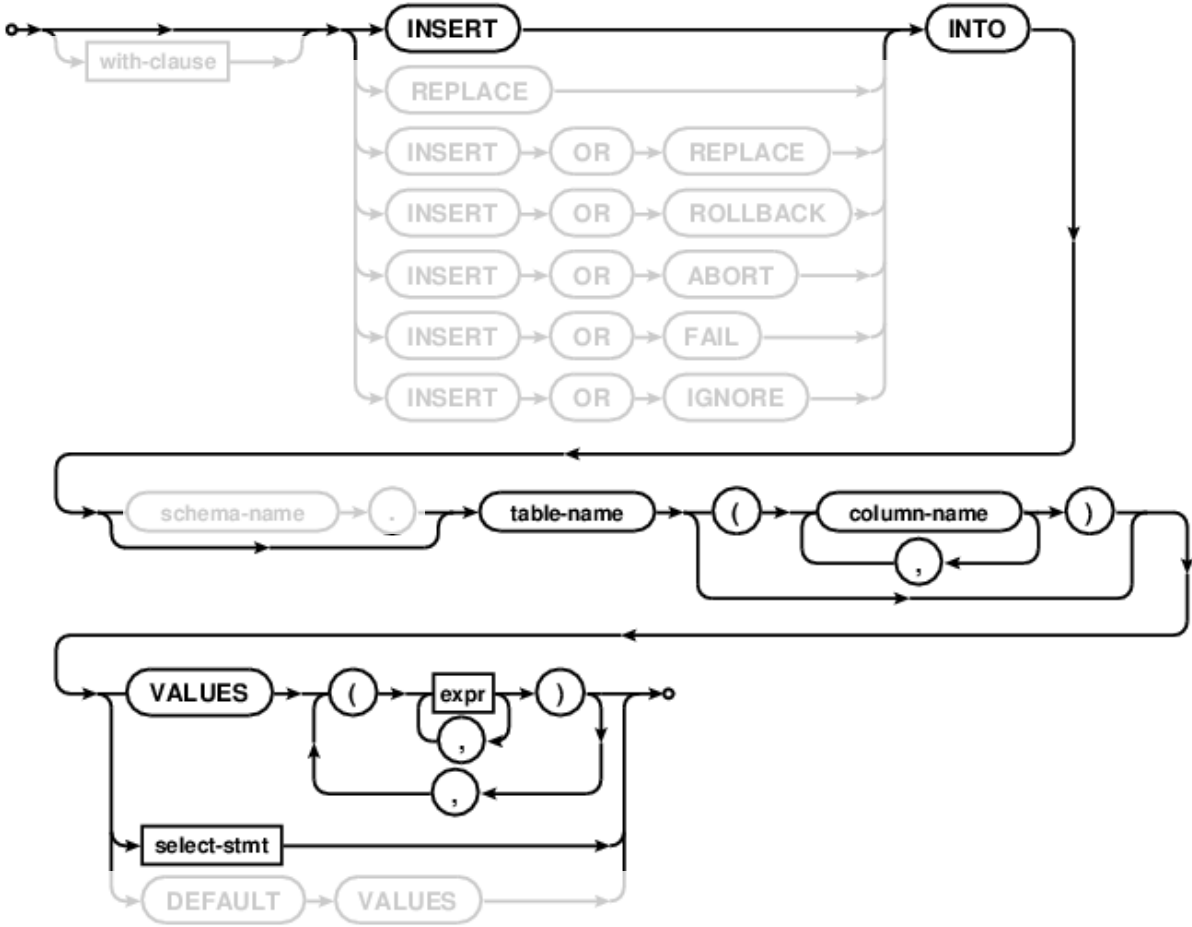 INSERT INTO
with-clause
REPLACE
INSERT OR REPLACE
INSERT OR ROLLBACK
INSERT OR ABORT
INSERT OR FAIL
INSERT OR IGNORE
schema-name . table-name ( column-name )
,
VALUES ( expr )
,
,
select-stmt
DEFAULT VALUES